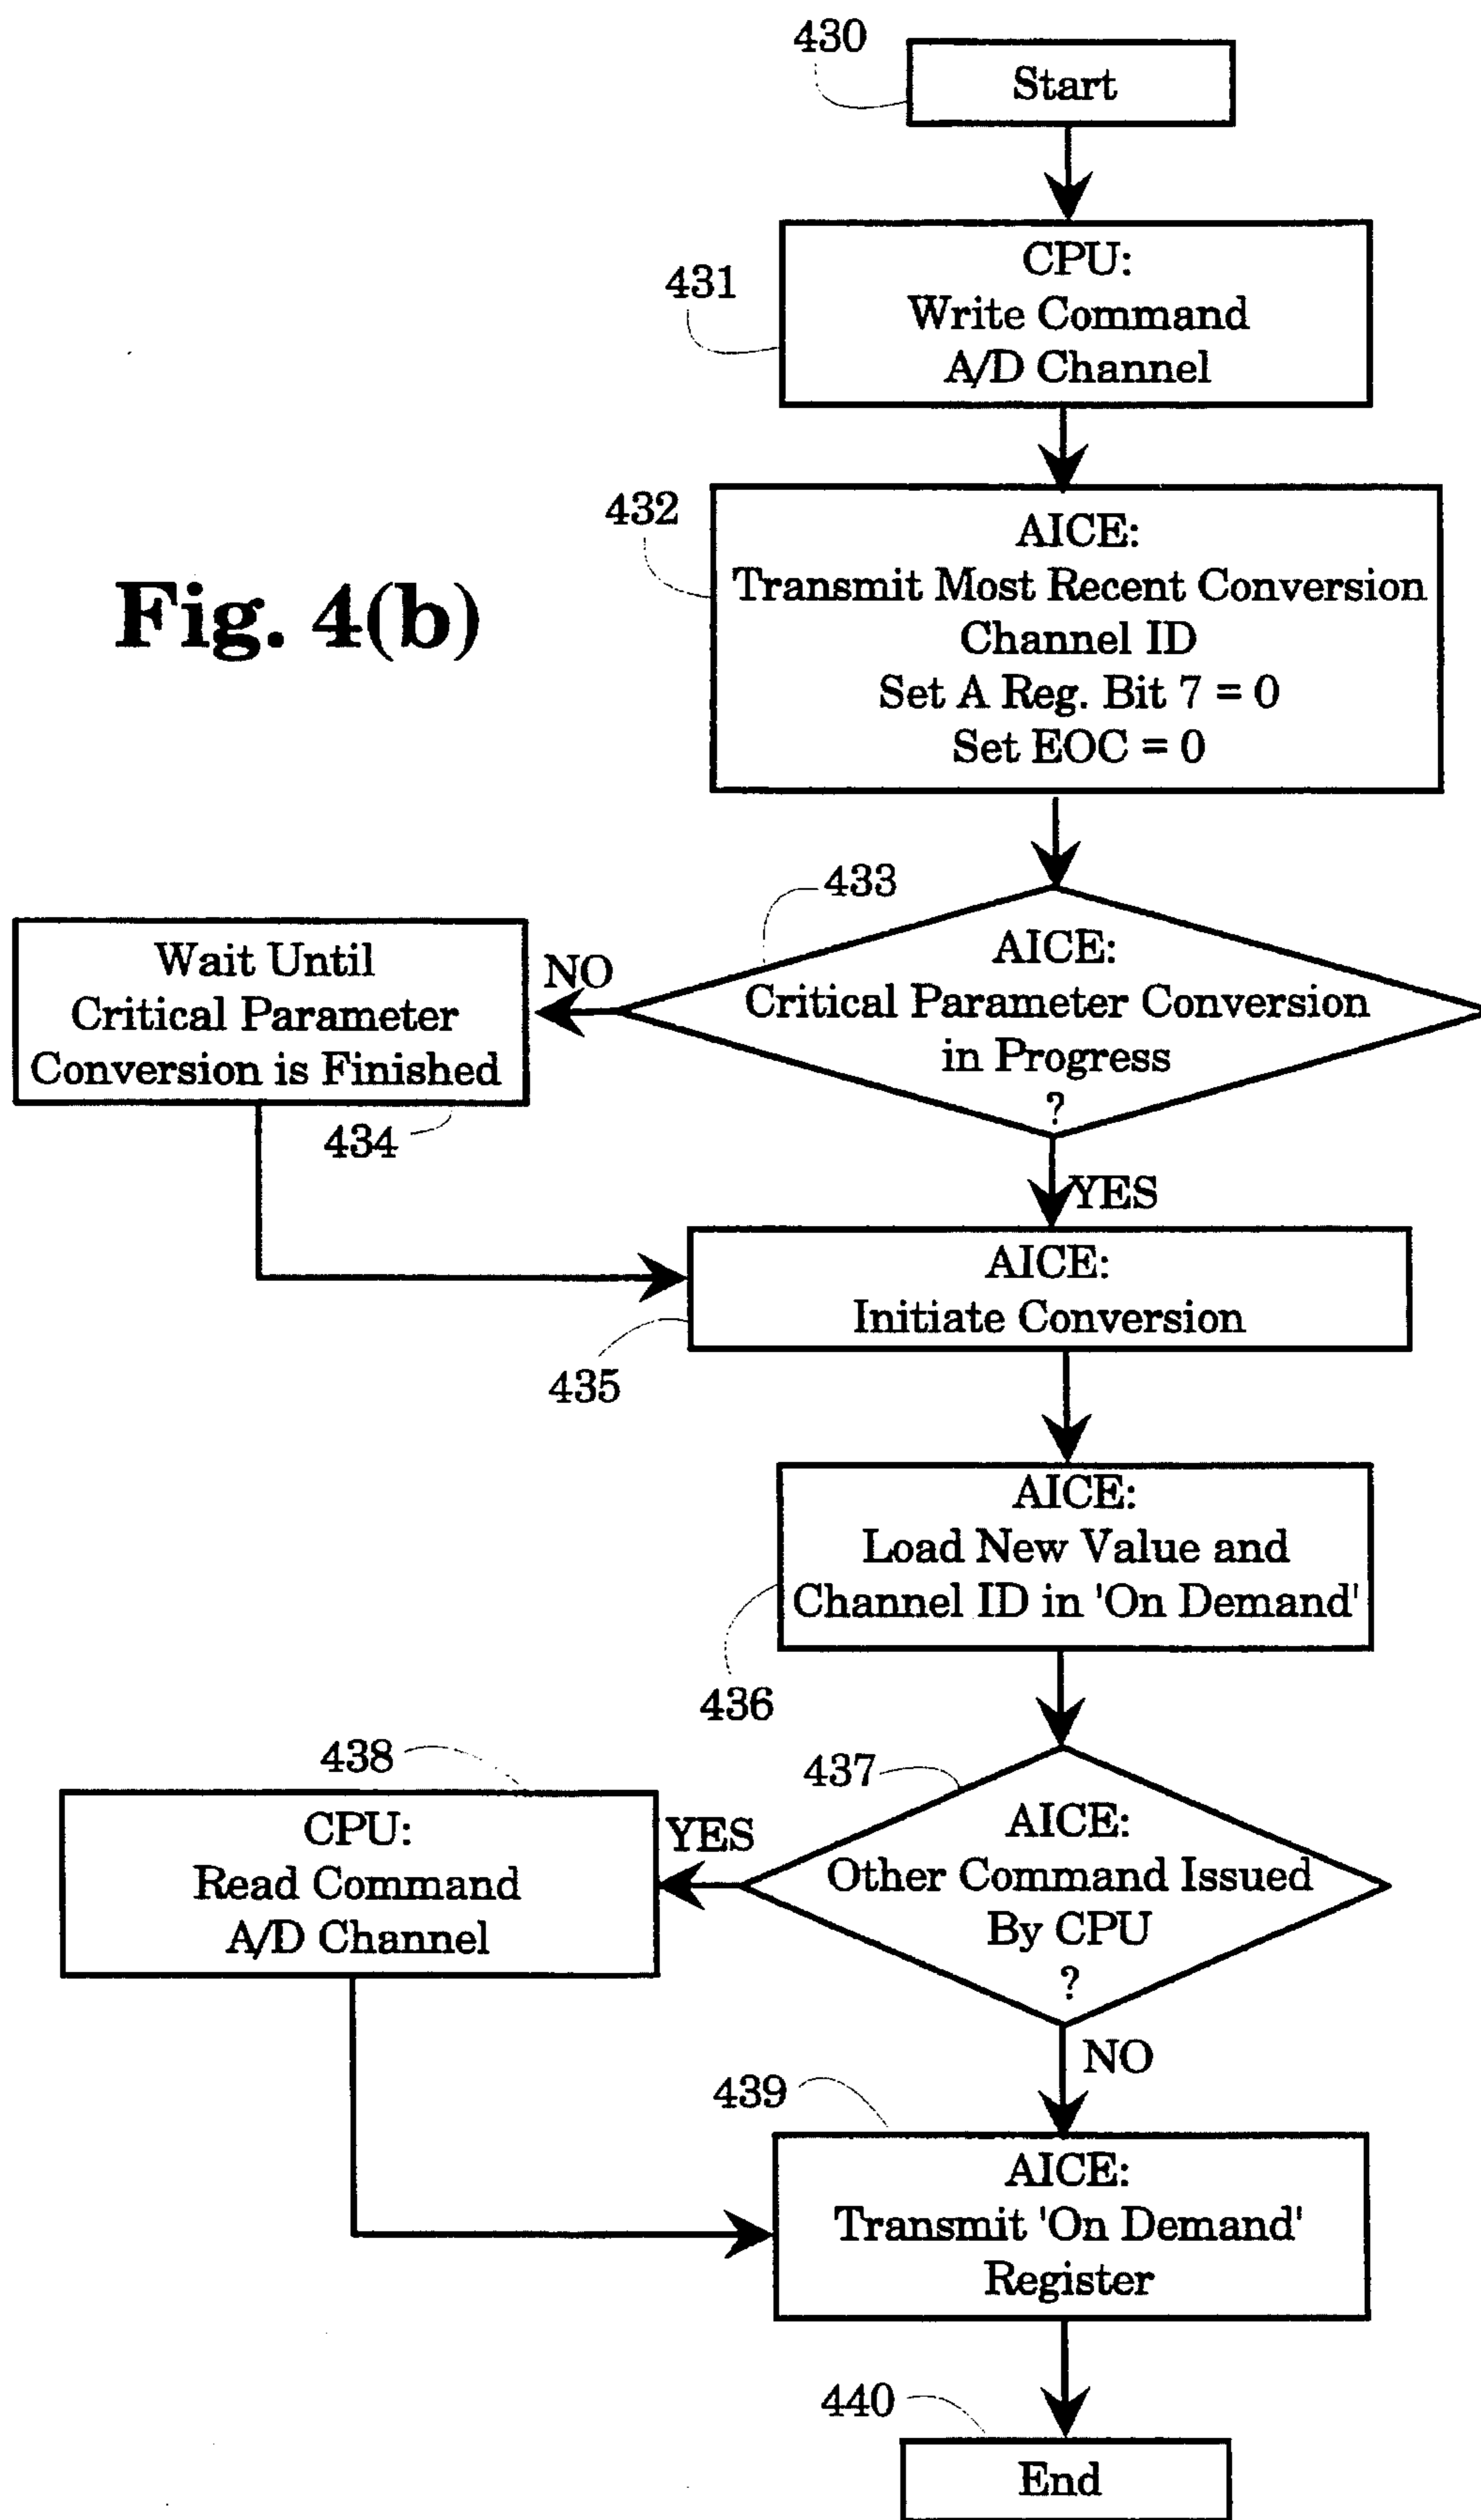 430
Start
431
CPU:
Write Command
A/D Channel
432
AICE:
Transmit Most Recent Conversion
Channel ID
Set A Reg. Bit 7 = 0
Set EOC = 0
Fig. 4(b)
433
AICE:
Critical Parameter Conversion
in Progress
?
NO
Wait Until
Critical Parameter
Conversion is Finished
434
YES
AICE:
Initiate Conversion
435
AICE:
Load New Value and
Channel ID in 'On Demand'
436
437
AICE:
Other Command Issued
By CPU
?
YES
438
CPU:
Read Command
A/D Channel
NO
439
AICE:
Transmit 'On Demand'
Register
440
End